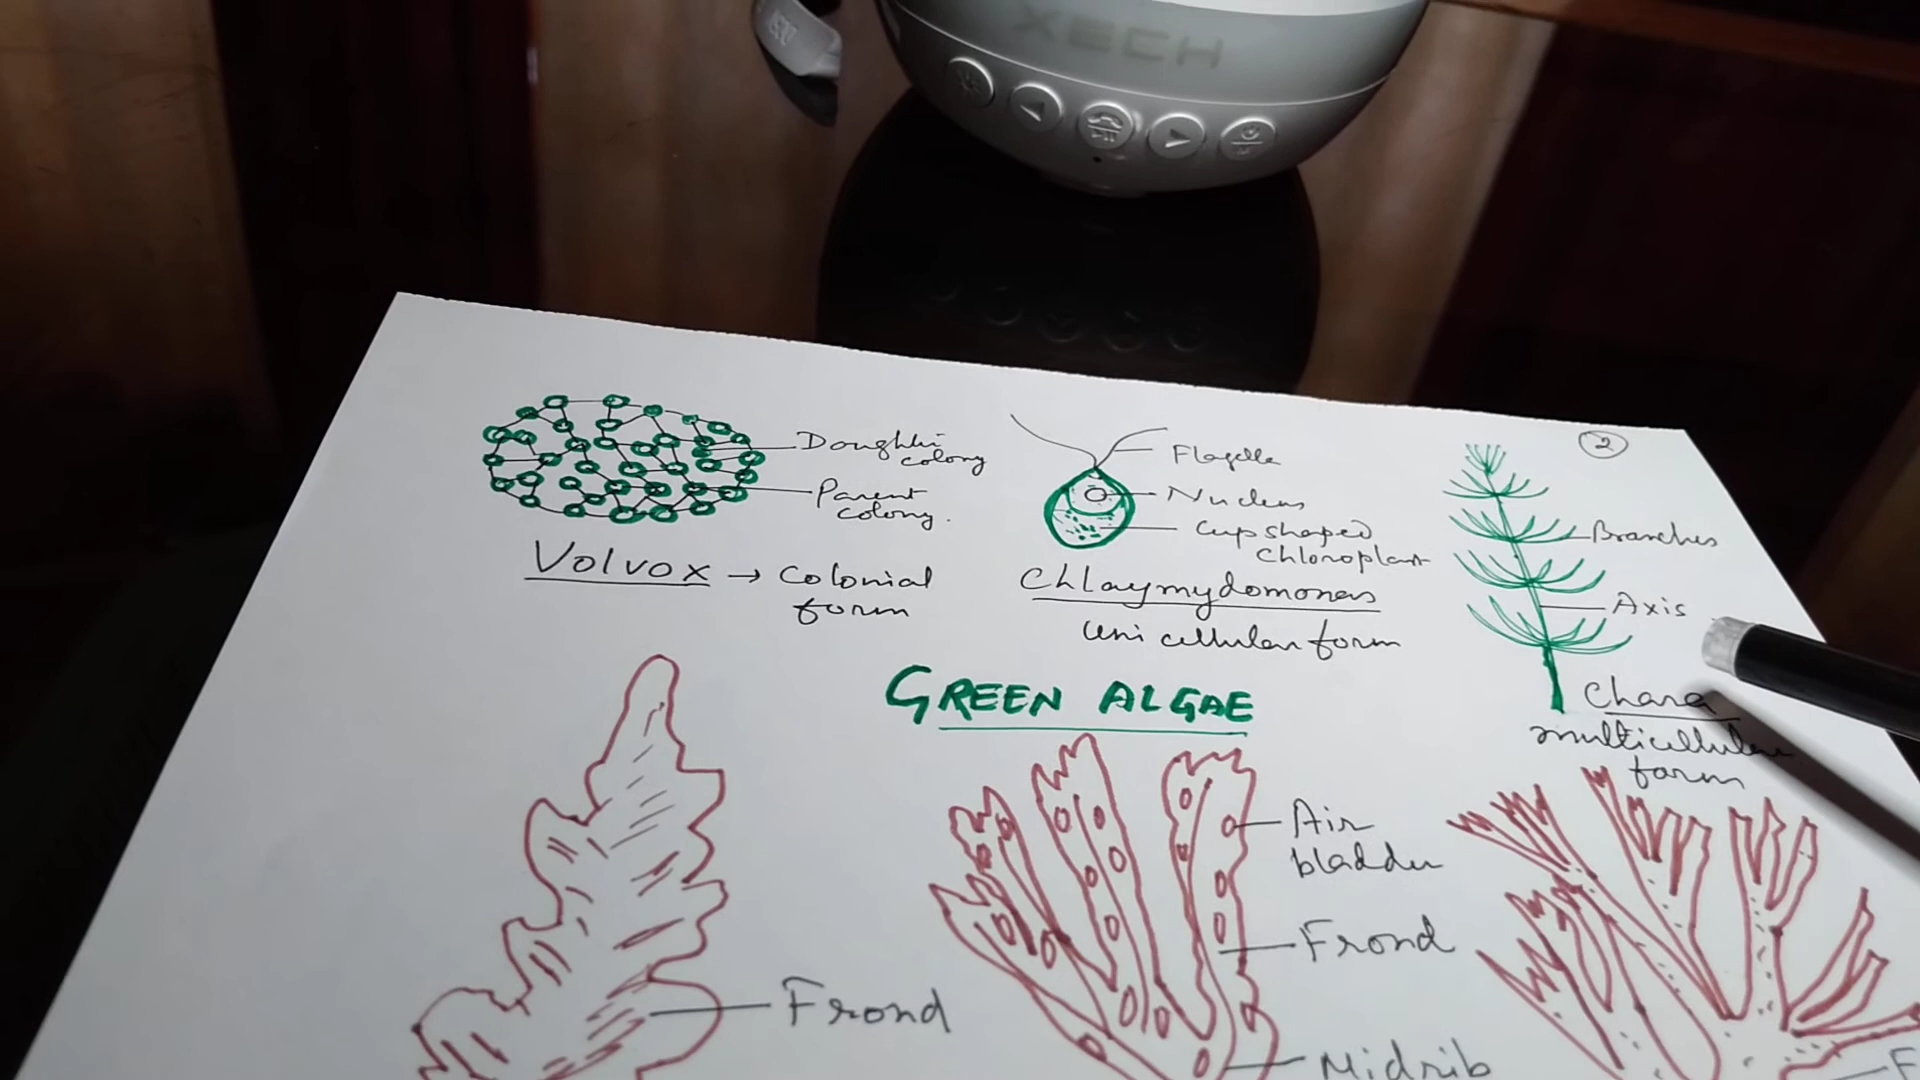 XECH
2
Doughtir
colony
Parent
colony.
Volvox → Colonial
form
Flagella
Nucleus
Cup shaped
Chloroplast
Chlaymydomonas
Uni cellular form
Branches
Axis
Chara
multicellular
form
GREEN ALGAE
Air
bladder
Frond
Frond
Midrib